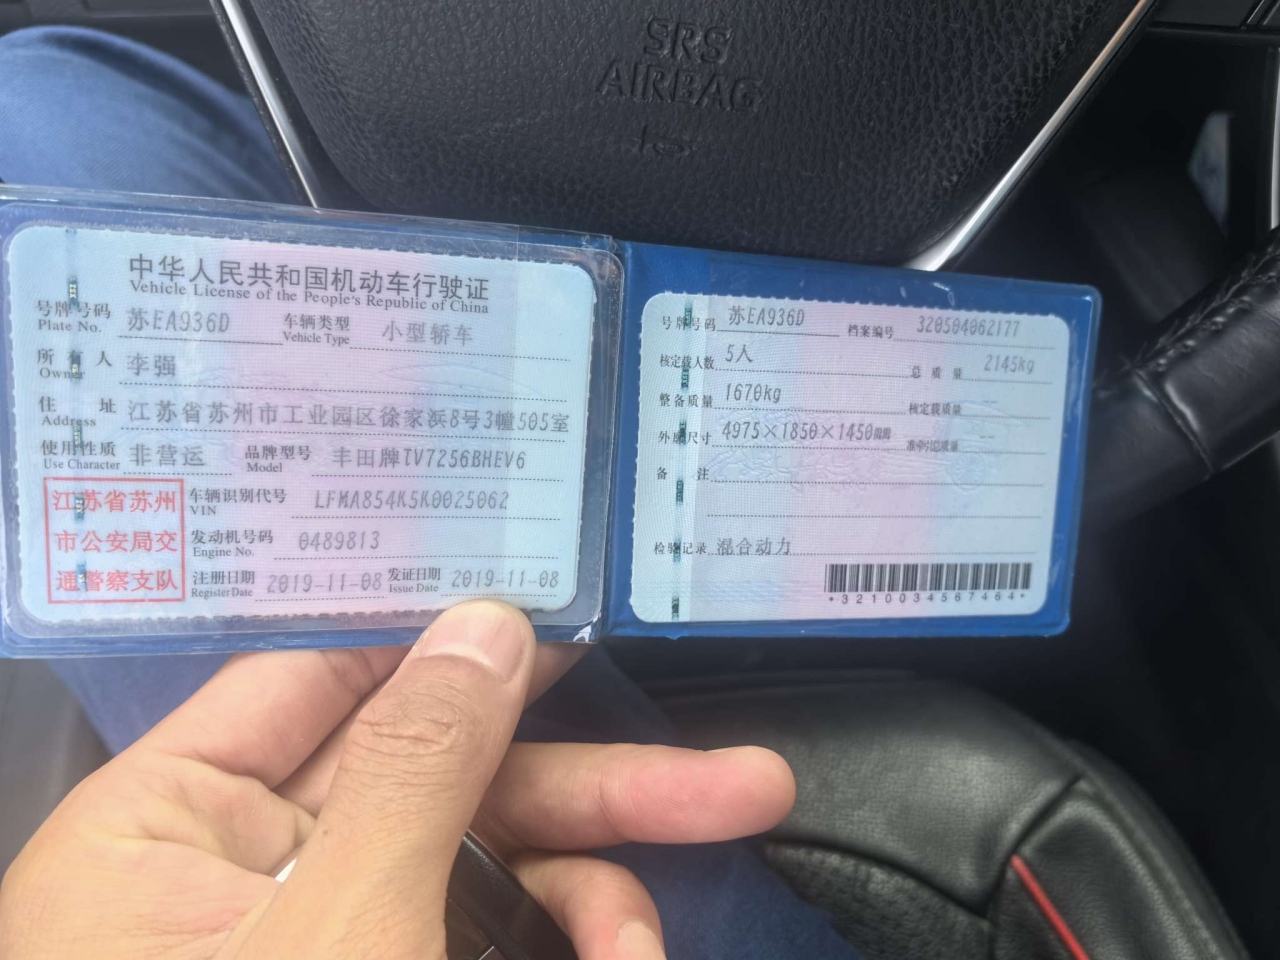 SRS
AIRBAG
中华人民共和国机动车行驶证
Vehicle License of the People's Republic of China
号牌号码 苏EA936D 车辆类型 小型轿车
Plate No. Vehicle Type
所有人 李强
Owner
住址 江苏省苏州市工业园区徐家浜8号3幢505室
Address
使用性质 非营运 品牌型号 丰田牌TV7256BHEV6
Use Character Model
江苏省苏州
市公安局交
通警察支队
车辆识别代号 LFMA854K5K0025062
VIN
发动机号码 0489813
Engine No.
注册日期 2019-11-08 发证日期 2019-11-08
Register Date Issue Date
号牌号码 苏EA936D 档案编号 320504062177
核定载人数 5人 总质量 2145kg
整备质量 1670kg 核定载质量 --
外廓尺寸 4975×1850×1450mm 准牵引总质量 --
备注
检验记录 混合动力
*3210034567464*